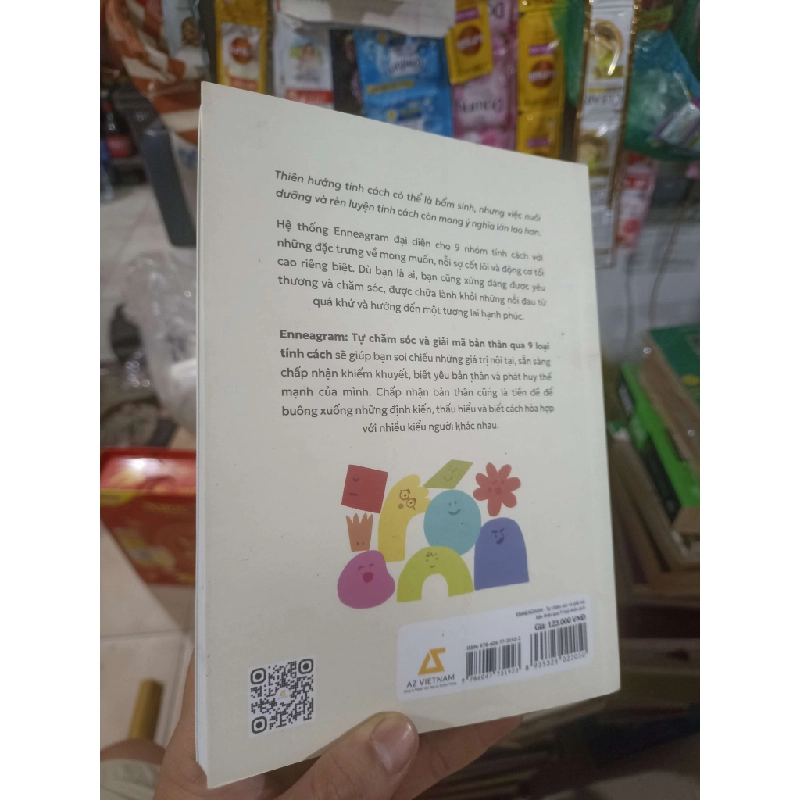 Thiên hướng tính cách có thể là bẩm sinh, nhưng việc nuôi
dưỡng và rèn luyện tính cách còn mang ý nghĩa lớn lao hơn.
Hệ thống Enneagram đại diện cho 9 nhóm tính cách với
những đặc trưng về mong muốn, nỗi sợ cốt lõi và động cơ tối
cao riêng biệt. Dù bạn là ai, bạn cũng xứng đáng được yêu
thương và chăm sóc, được chữa lành khỏi những nỗi đau từ
quá khứ và hướng đến một tương lai hạnh phúc.
Enneagram: Tự chăm sóc và giải mã bản thân qua 9 loại
tính cách sẽ giúp bạn soi chiếu những giá trị nội tại, sẵn sàng
chấp nhận khiếm khuyết, biết yêu bản thân và phát huy thế
mạnh của mình. Chấp nhận bản thân cũng là tiền đề để
buông xuống những định kiến, thấu hiểu và biết cách hòa hợp
với nhiều kiểu người khác nhau.
AZ VIETNAM
Giá: 123.000 VNĐ